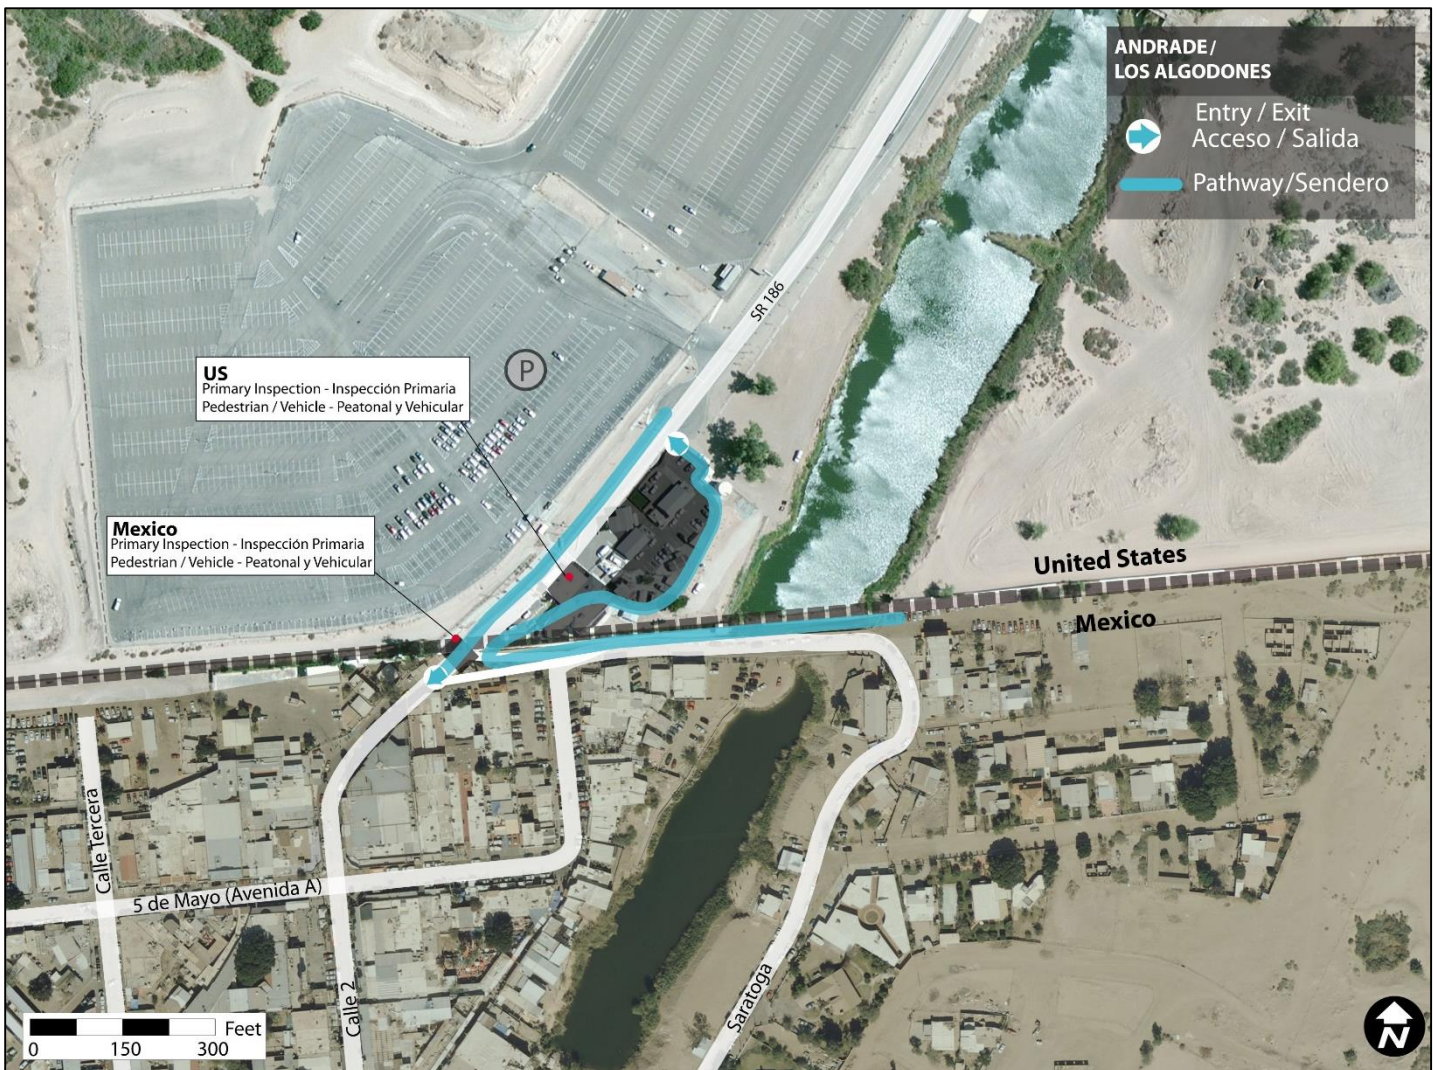 ANDRADE/
LOS ALGODONES
Entry / Exit
Acceso / Salida
Pathway/Sendero
SR 186
US
Primary Inspection - Inspección Primaria
Pedestrian / Vehicle - Peatonal y Vehicular
P
Mexico
Primary Inspection - Inspección Primaria
Pedestrian / Vehicle - Peatonal y Vehicular
United States
Mexico
Calle Tercera
5 de Mayo (Avenida A)
Calle 2
Saratoga
Feet
0 150 300
N